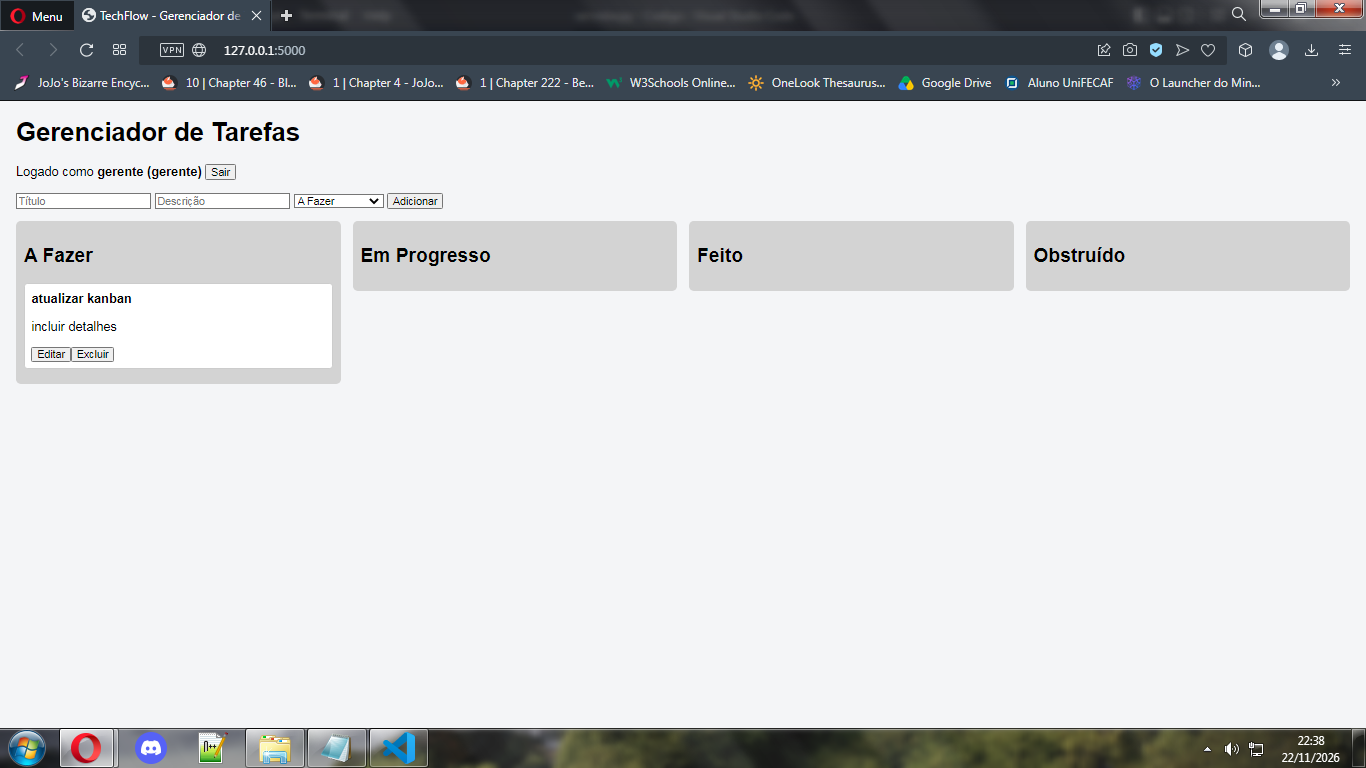 Menu TechFlow - Gerenciador de
VPN 127.0.0.1:5000
JoJo's Bizarre Encyc... 10 | Chapter 46 - Bl... 1 | Chapter 4 - JoJo... 1 | Chapter 222 - Be... W3Schools Online... OneLook Thesaurus... Google Drive Aluno UniFECAF O Launcher do Min... »
Gerenciador de Tarefas
Logado como gerente (gerente) Sair
Título Descrição A Fazer Adicionar
A Fazer Em Progresso Feito Obstruído
atualizar kanban
incluir detalhes
Editar Excluir
22:38
22/11/2026